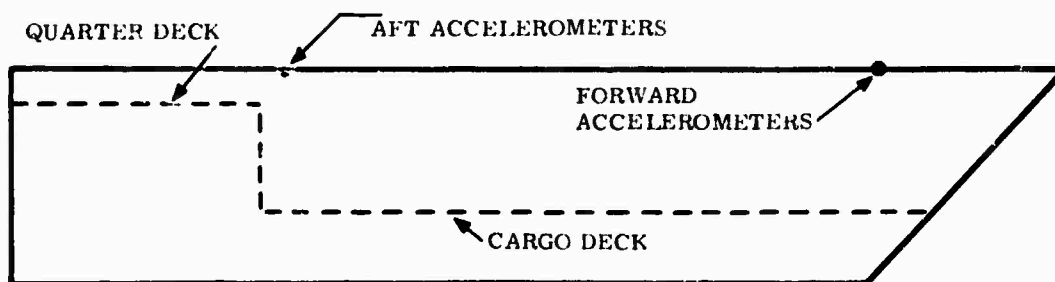 QUARTER DECK
AFT ACCELEROMETERS
FORWARD
ACCELEROMETERS
CARGO DECK